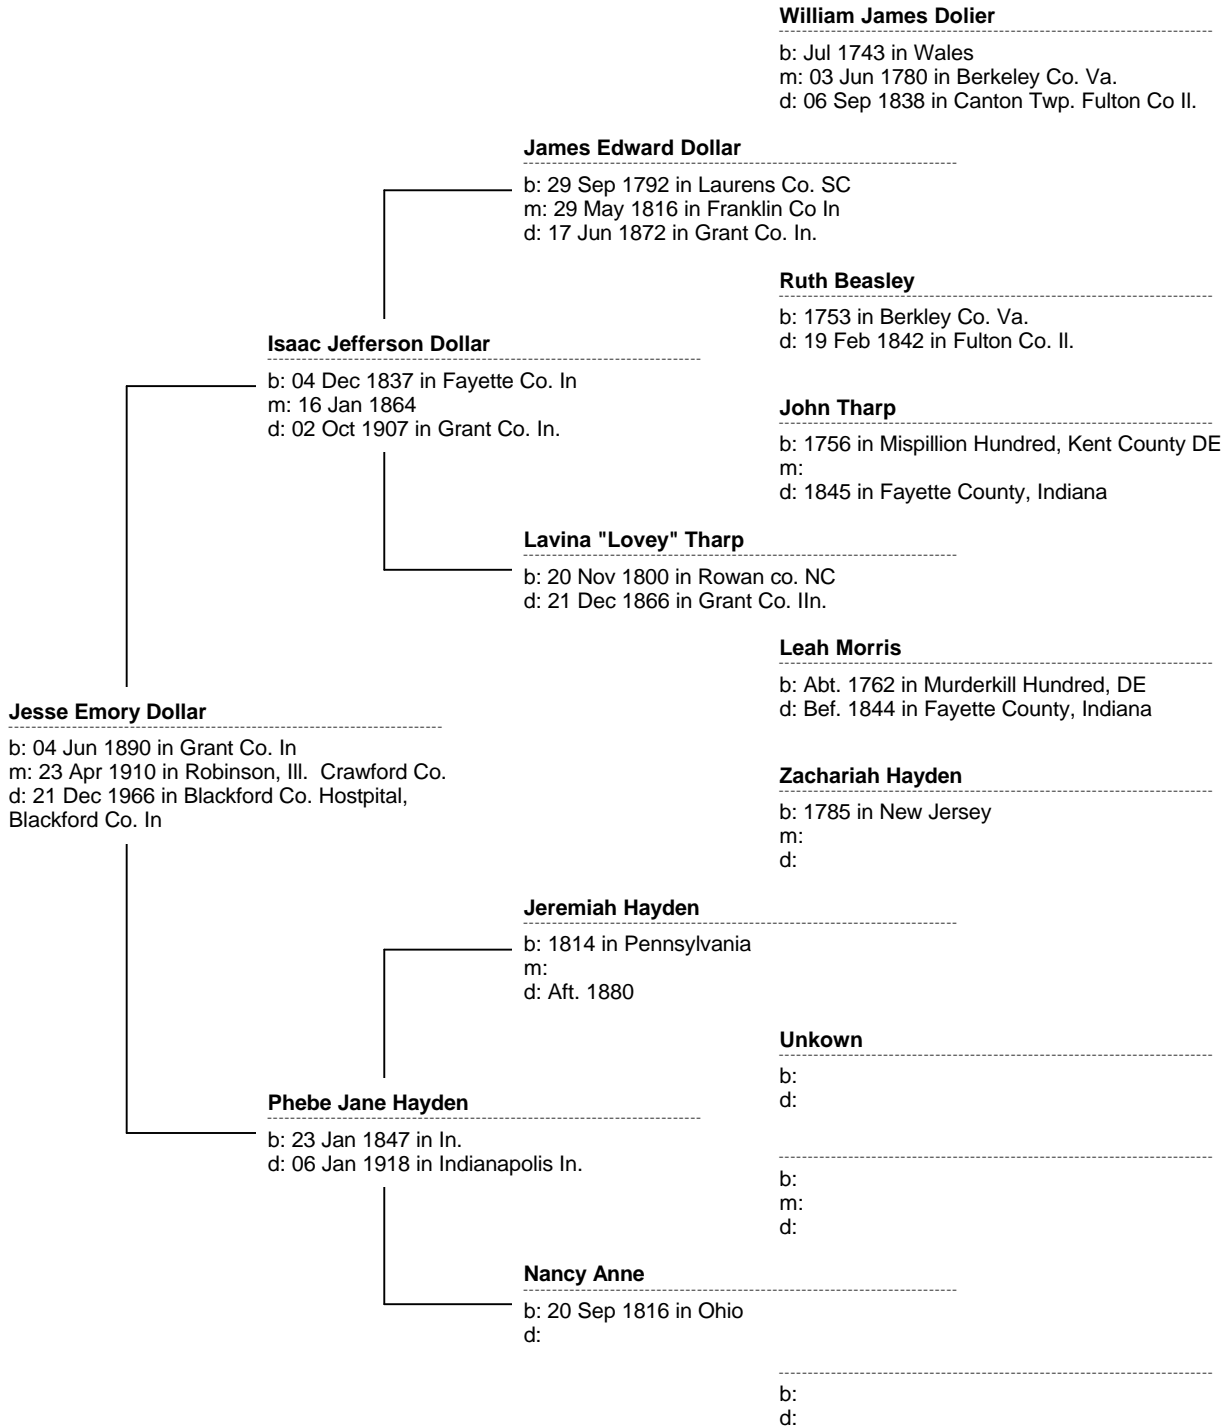 William James Dolier
b: Jul 1743 in Wales
m: 03 Jun 1780 in Berkeley Co. Va.
d: 06 Sep 1838 in Canton Twp. Fulton Co Il.
James Edward Dollar
b: 29 Sep 1792 in Laurens Co. SC
m: 29 May 1816 in Franklin Co In
d: 17 Jun 1872 in Grant Co. In.
Ruth Beasley
b: 1753 in Berkley Co. Va.
d: 19 Feb 1842 in Fulton Co. Il.
Isaac Jefferson Dollar
b: 04 Dec 1837 in Fayette Co. In
m: 16 Jan 1864
d: 02 Oct 1907 in Grant Co. In.
John Tharp
b: 1756 in Mispillion Hundred, Kent County DE
m:
d: 1845 in Fayette County, Indiana
Lavina "Lovey" Tharp
b: 20 Nov 1800 in Rowan co. NC
d: 21 Dec 1866 in Grant Co. IIn.
Leah Morris
b: Abt. 1762 in Murderkill Hundred, DE
d: Bef. 1844 in Fayette County, Indiana
Jesse Emory Dollar
b: 04 Jun 1890 in Grant Co. In
m: 23 Apr 1910 in Robinson, Ill.  Crawford Co.
d: 21 Dec 1966 in Blackford Co. Hostpital,
Blackford Co. In
Zachariah Hayden
b: 1785 in New Jersey
m:
d:
Jeremiah Hayden
b: 1814 in Pennsylvania
m:
d: Aft. 1880
Unkown
b:
d:
Phebe Jane Hayden
b: 23 Jan 1847 in In.
d: 06 Jan 1918 in Indianapolis In.
b:
m:
d:
Nancy Anne
b: 20 Sep 1816 in Ohio
d:
b:
d: